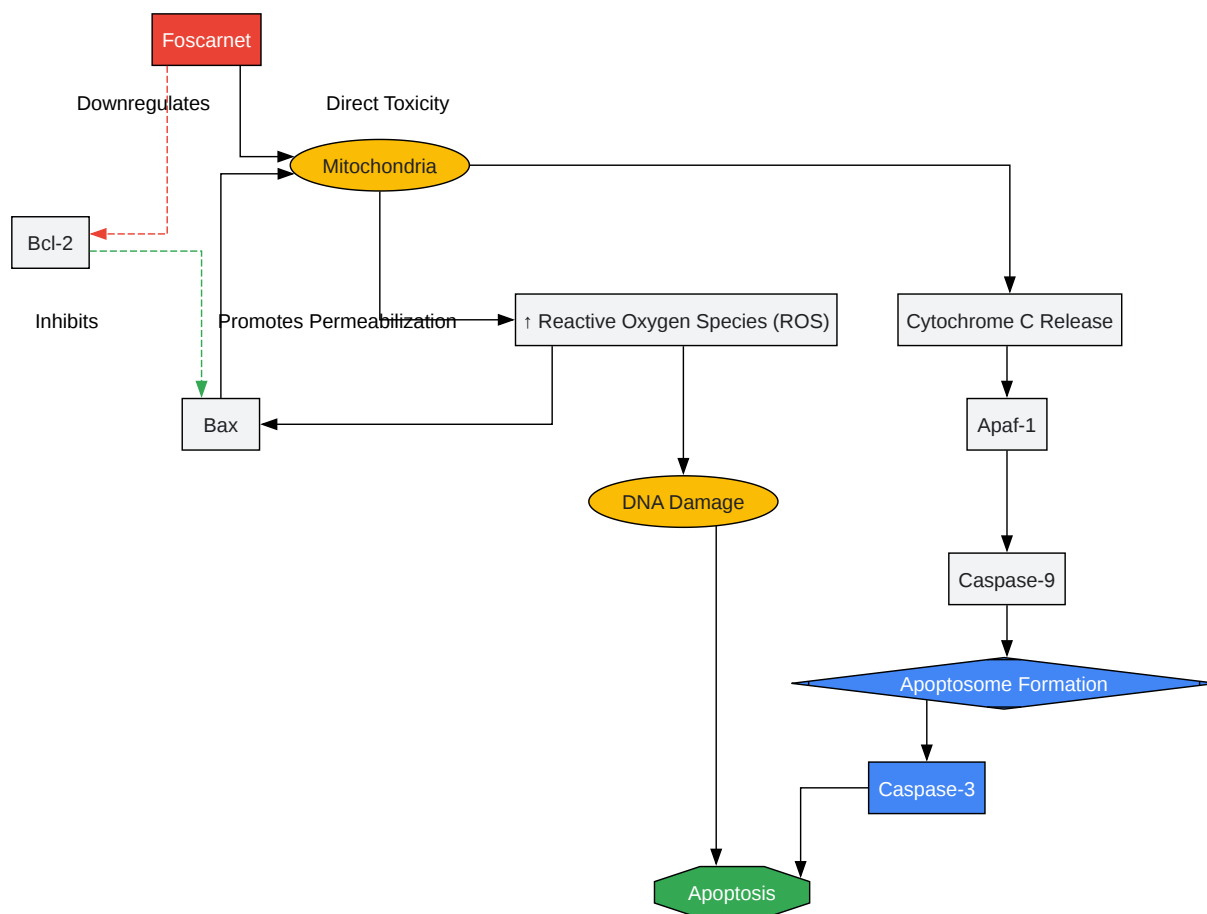 Foscarnet
Downregulates
Direct Toxicity
Mitochondria
Bcl-2
Inhibits
Promotes Permeabilization
↑ Reactive Oxygen Species (ROS)
Cytochrome C Release
Bax
Apaf-1
DNA Damage
Caspase-9
Apoptosome Formation
Caspase-3
Apoptosis